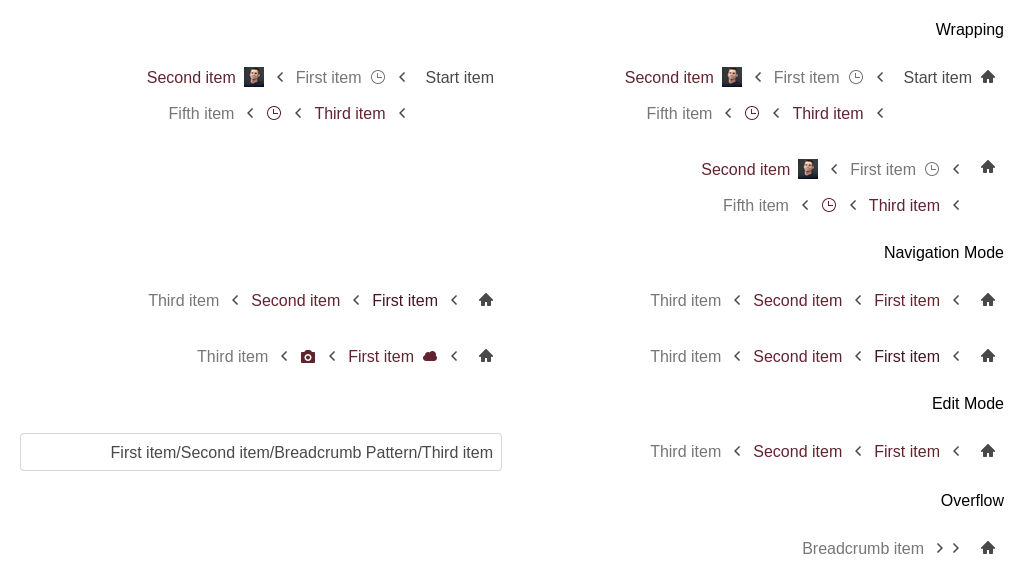 Wrapping
Second item First item Start item
Second item First item Start item
Fifth item Third item
Fifth item Third item
Second item First item
Fifth item Third item
Navigation Mode
Third item Second item First item
Third item Second item First item
Third item First item
Third item Second item First item
Edit Mode
First item/Second item/Breadcrumb Pattern/Third item
Third item Second item First item
Overflow
Breadcrumb item